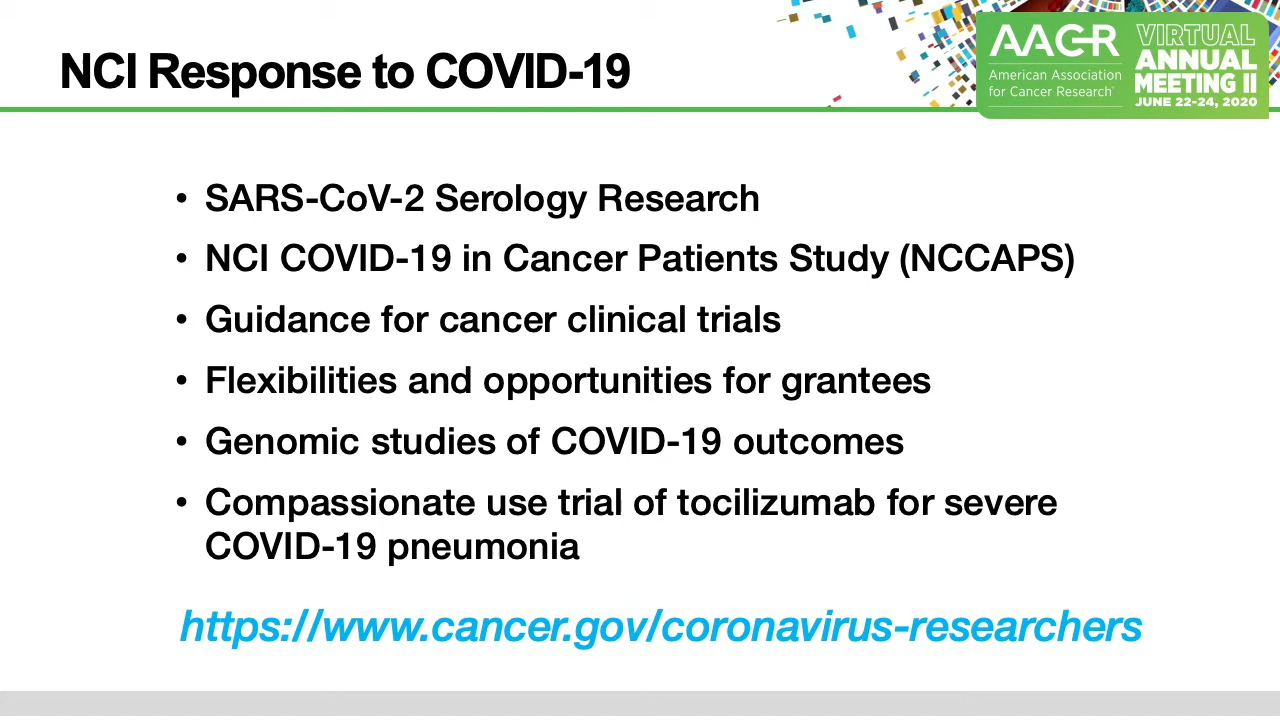 NCI Response to COVID-19
AACR
American Association
for Cancer Research®
VIRTUAL
ANNUAL
MEETING II
JUNE 22-24, 2020
• SARS-CoV-2 Serology Research
• NCI COVID-19 in Cancer Patients Study (NCCAPS)
• Guidance for cancer clinical trials
• Flexibilities and opportunities for grantees
• Genomic studies of COVID-19 outcomes
• Compassionate use trial of tocilizumab for severe
COVID-19 pneumonia
https://www.cancer.gov/coronavirus-researchers